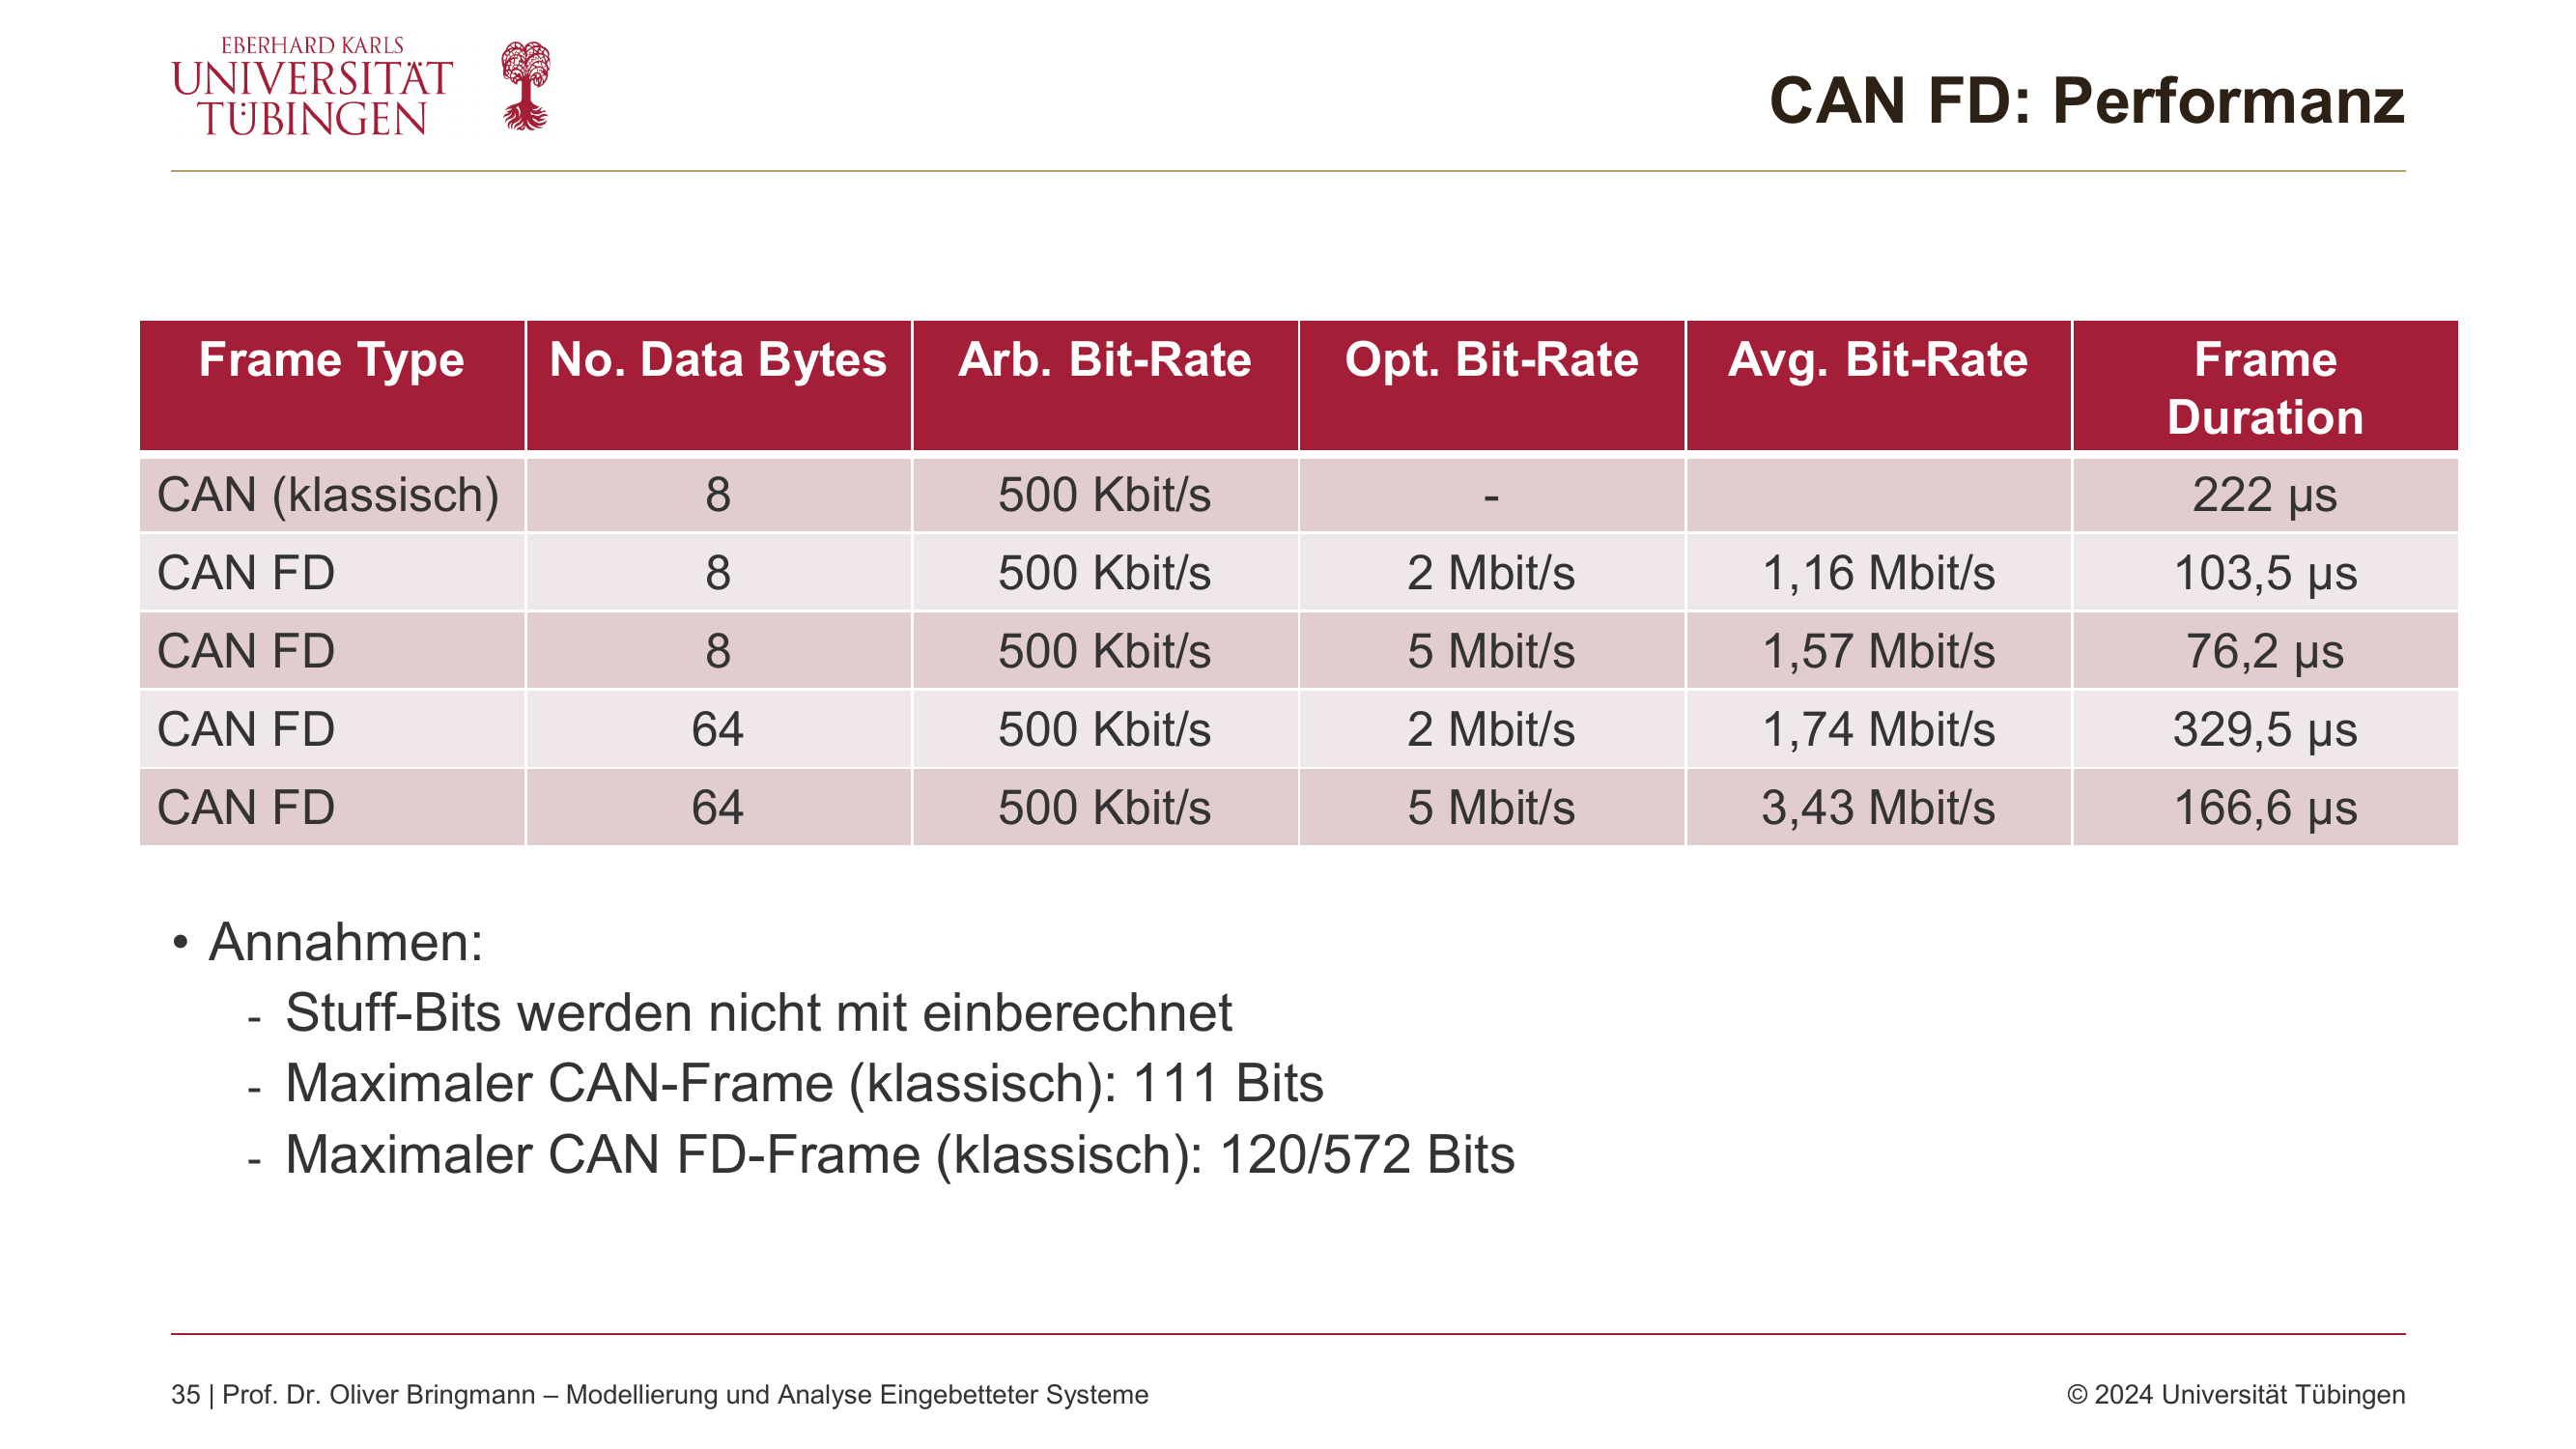 EBERHARD KARLS
UNIVERSITÄT
TÜBINGEN
CAN FD: Performanz
Frame Type No. Data Bytes Arb. Bit-Rate Opt. Bit-Rate Avg. Bit-Rate Frame Duration
CAN (klassisch) 8 500 Kbit/s - 222 µs
CAN FD 8 500 Kbit/s 2 Mbit/s 1,16 Mbit/s 103,5 µs
CAN FD 8 500 Kbit/s 5 Mbit/s 1,57 Mbit/s 76,2 µs
CAN FD 64 500 Kbit/s 2 Mbit/s 1,74 Mbit/s 329,5 µs
CAN FD 64 500 Kbit/s 5 Mbit/s 3,43 Mbit/s 166,6 µs
• Annahmen:
- Stuff-Bits werden nicht mit einberechnet
- Maximaler CAN-Frame (klassisch): 111 Bits
- Maximaler CAN FD-Frame (klassisch): 120/572 Bits
35 | Prof. Dr. Oliver Bringmann – Modellierung und Analyse Eingebetteter Systeme
© 2024 Universität Tübingen